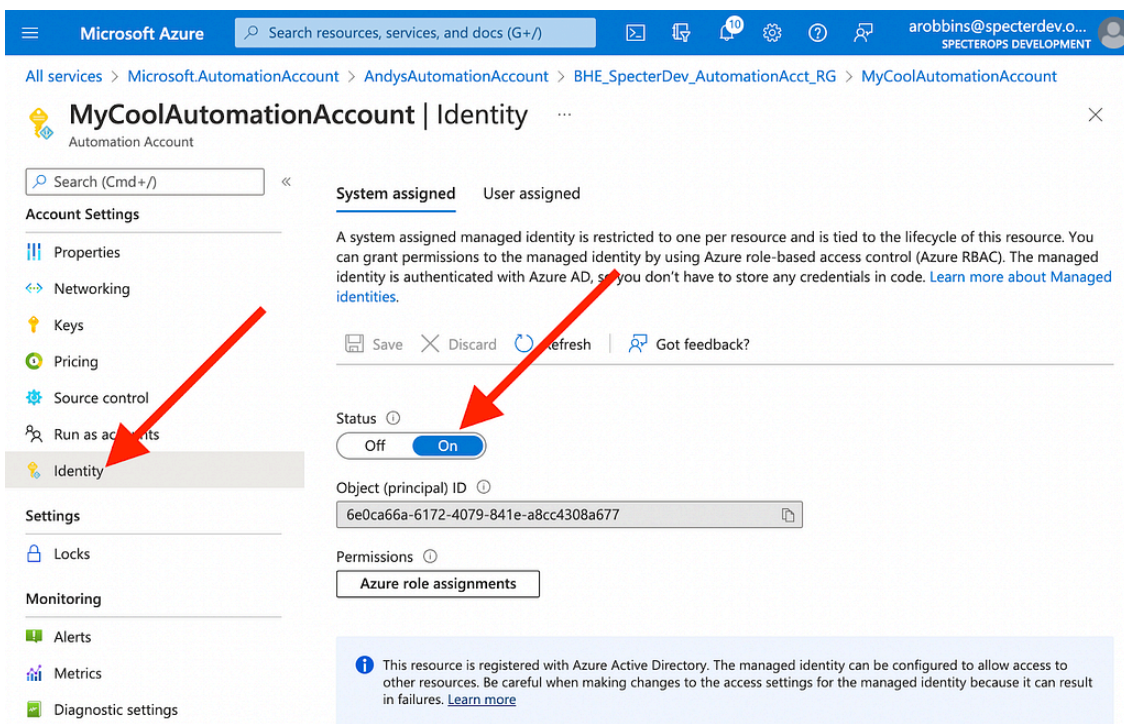 Microsoft Azure
Search resources, services, and docs (G+/)
10
arobbins@specterdev.o...
SPECTEROPS DEVELOPMENT
All services > Microsoft.AutomationAccount > AndysAutomationAccount > BHE_SpecterDev_AutomationAcct_RG > MyCoolAutomationAccount
MyCoolAutomationAccount | Identity ...
Automation Account
Search (Cmd+/)
«
Account Settings
Properties
Networking
Keys
Pricing
Source control
Run as accounts
Identity
Settings
Locks
Monitoring
Alerts
Metrics
Diagnostic settings
System assigned User assigned
A system assigned managed identity is restricted to one per resource and is tied to the lifecycle of this resource. You
can grant permissions to the managed identity by using Azure role-based access control (Azure RBAC). The managed
identity is authenticated with Azure AD, so you don't have to store any credentials in code. Learn more about Managed
identities.
Save Discard Refresh Got feedback?
Status
Off On
Object (principal) ID
6e0ca66a-6172-4079-841e-a8cc4308a677
Permissions
Azure role assignments
This resource is registered with Azure Active Directory. The managed identity can be configured to allow access to
other resources. Be careful when making changes to the access settings for the managed identity because it can result
in failures. Learn more